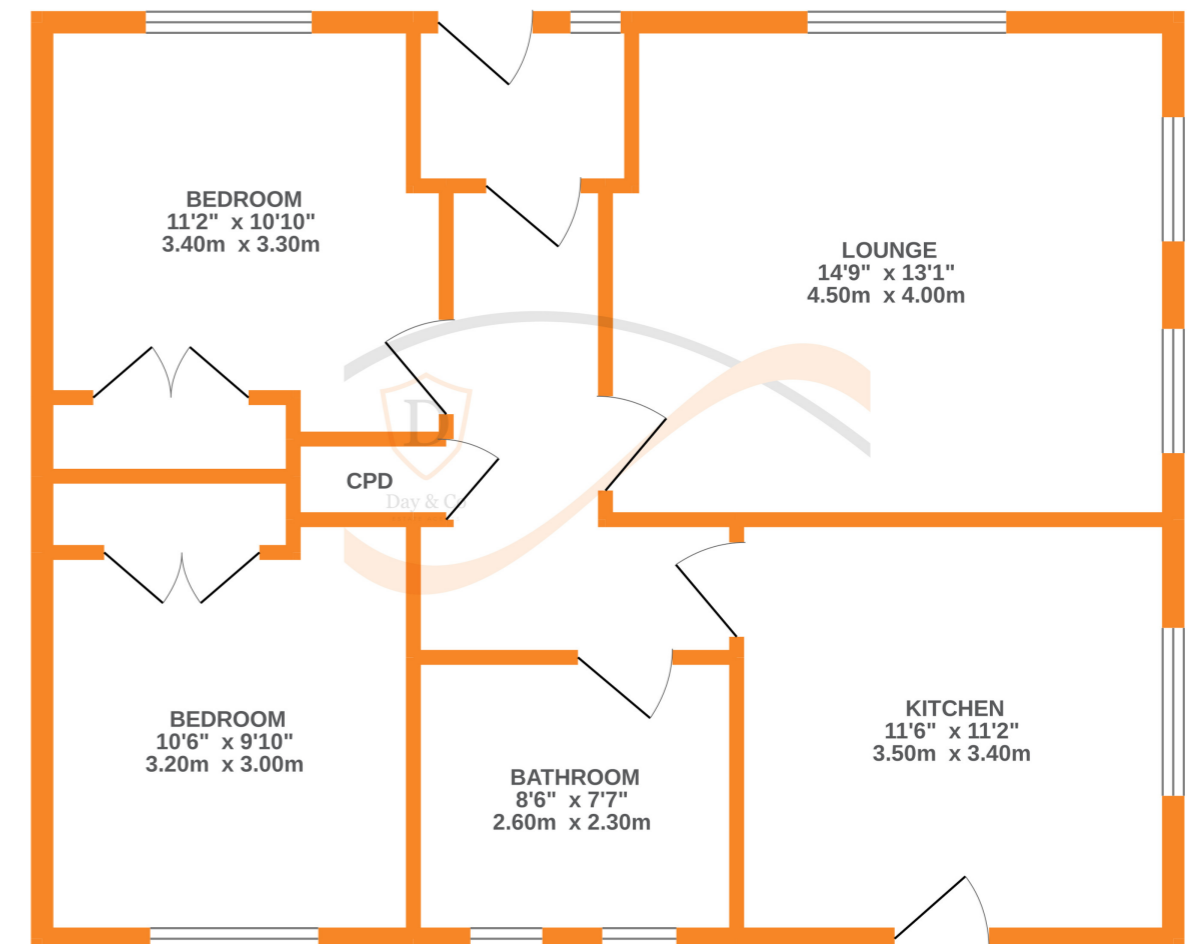 BEDROOM
11'2" x 10'10"
3.40m x 3.30m
LOUNGE
14'9" x 13'1"
4.50m x 4.00m
D
CPD
Day & Co
BEDROOM
10'6" x 9'10"
3.20m x 3.00m
KITCHEN
11'6" x 11'2"
3.50m x 3.40m
BATHROOM
8'6" x 7'7"
2.60m x 2.30m